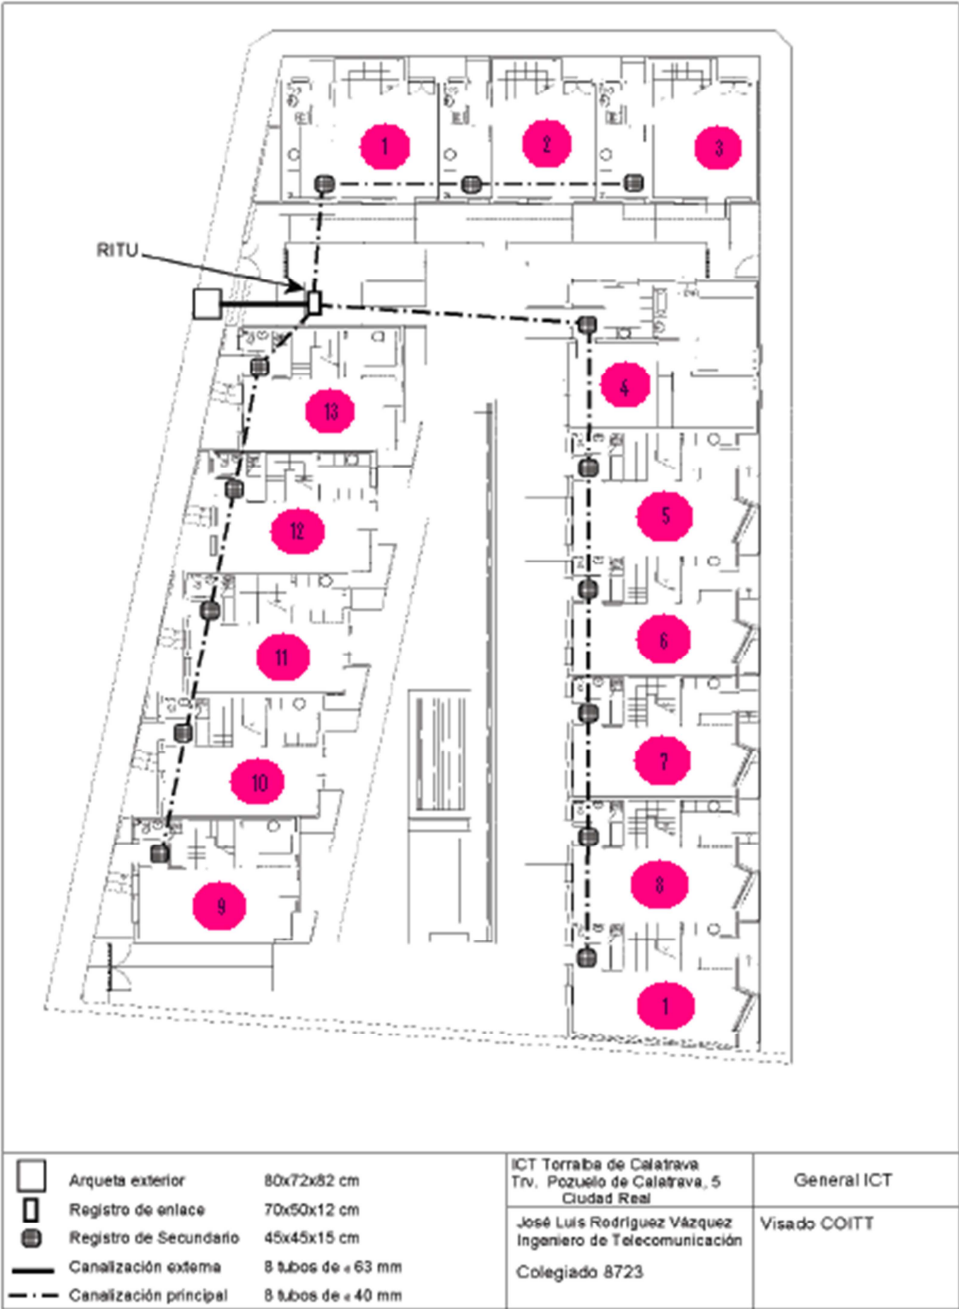 1
2
3
RITU
4
13
5
12
6
11
7
10
8
9
1
Arqueta exterior 80x72x82 cm
Registro de enlace 70x50x12 cm
Registro de Secundario 45x45x15 cm
Canalización externa 8 tubos de ø 63 mm
Canalización principal 8 tubos de ø 40 mm
ICT Torralba de Calatrava
Trv. Pozuelo de Calatrava, 5
Ciudad Real
General ICT
José Luis Rodríguez Vázquez
Ingeniero de Telecomunicación
Colegiado 8723
Visado COITT